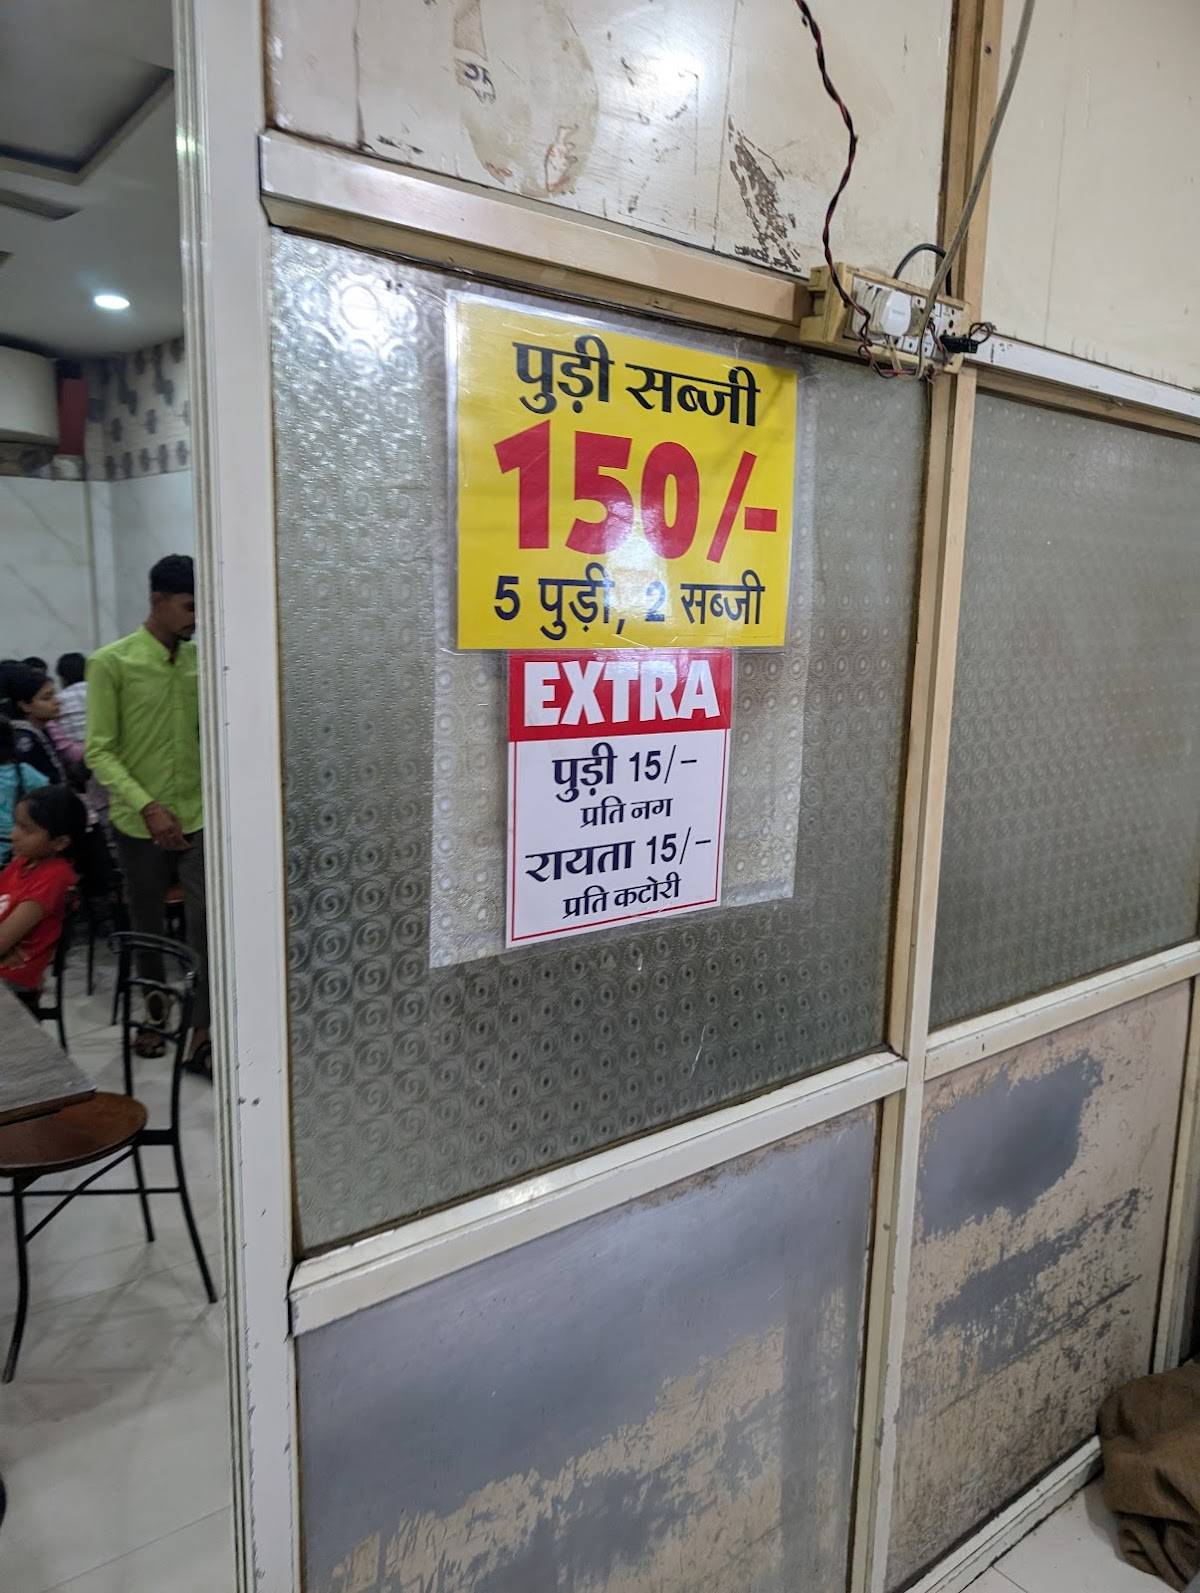 पुड़ी सब्जी
150/-
5 पुड़ी, 2 सब्जी
EXTRA
पुड़ी 15/-
प्रति नग
रायता 15/-
प्रति कटोरी